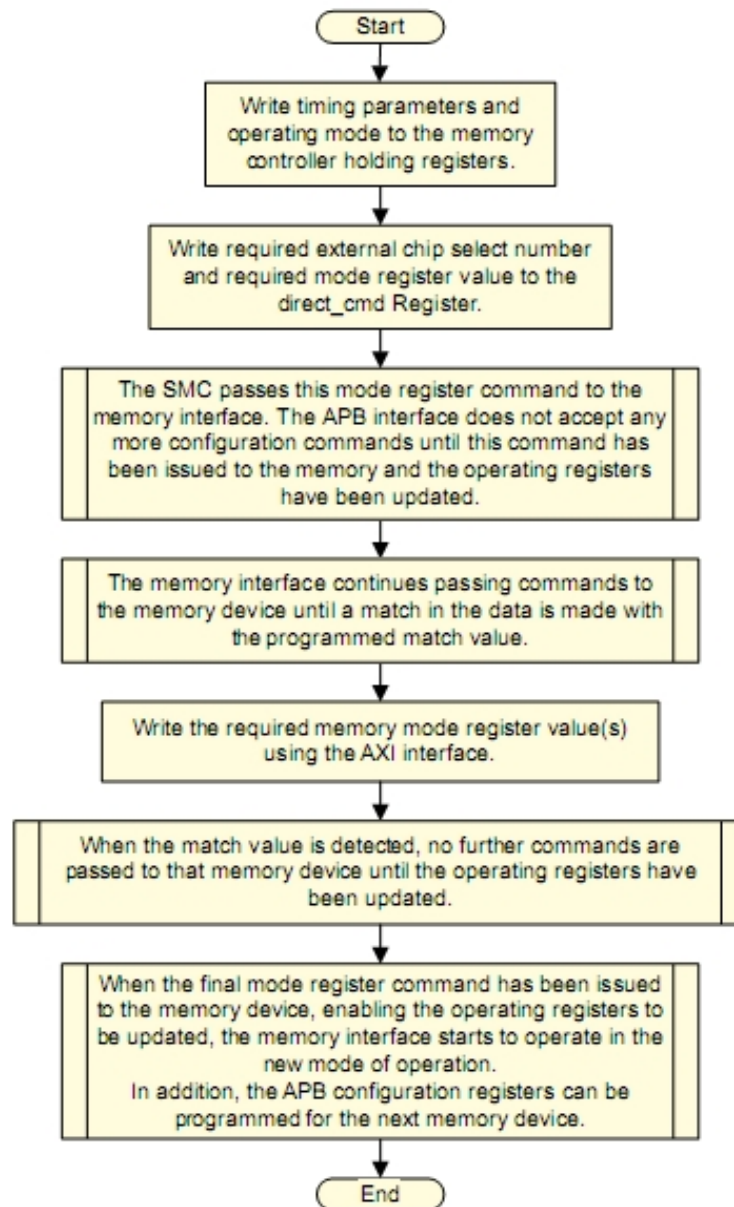 Start
Write timing parameters and
operating mode to the memory
controller holding registers.
Write required external chip select number
and required mode register value to the
direct_cmd Register.
The SMC passes this mode register command to the
memory interface. The APB interface does not accept any
more configuration commands until this command has
been issued to the memory and the operating registers
have been updated.
The memory interface continues passing commands to
the memory device until a match in the data is made with
the programmed match value.
Write the required memory mode register value(s)
using the AXI interface.
When the match value is detected, no further commands are
passed to that memory device until the operating registers have
been updated.
When the final mode register command has been issued
to the memory device, enabling the operating registers to
be updated, the memory interface starts to operate in the
new mode of operation.
In addition, the APB configuration registers can be
programmed for the next memory device.
End